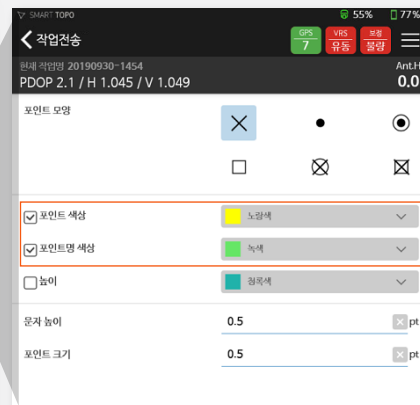 SMART TOPO 55% 77%
작업전송 GPS 7 VRS 유동 보정 불량
현재 작업명 20190930-1454 Ant.H
PDOP 2.1 / H 1.045 / V 1.049 0.0
포인트 모양
포인트 색상 노랑색
포인트명 색상 녹색
높이 청록색
문자 높이 0.5 pt
포인트 크기 0.5 pt